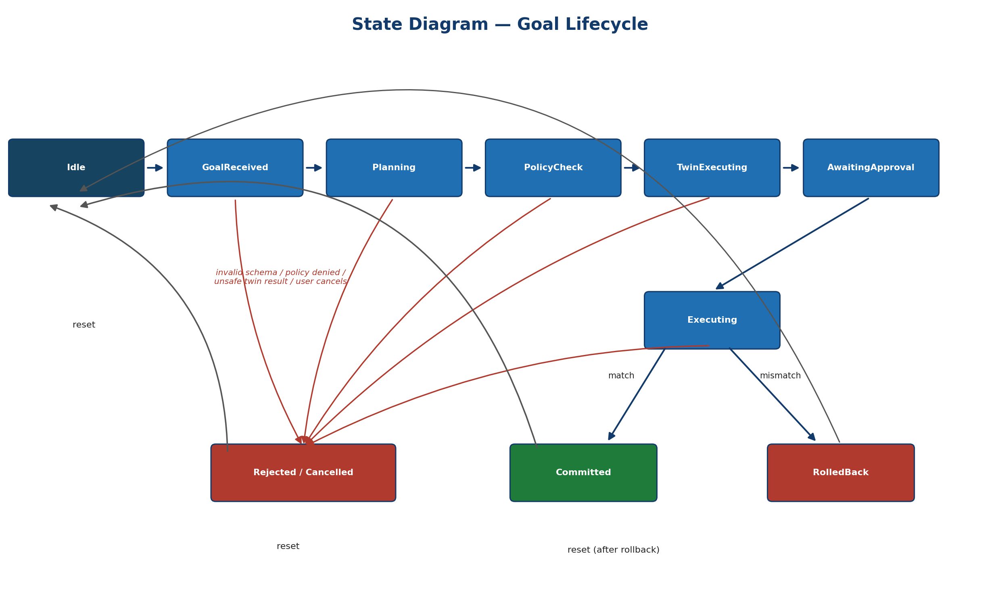 State Diagram — Goal Lifecycle
Idle
GoalReceived
Planning
PolicyCheck
TwinExecuting
AwaitingApproval
invalid schema / policy denied /
unsafe twin result / user cancels
reset
Executing
match
mismatch
Rejected / Cancelled
Committed
RolledBack
reset
reset (after rollback)